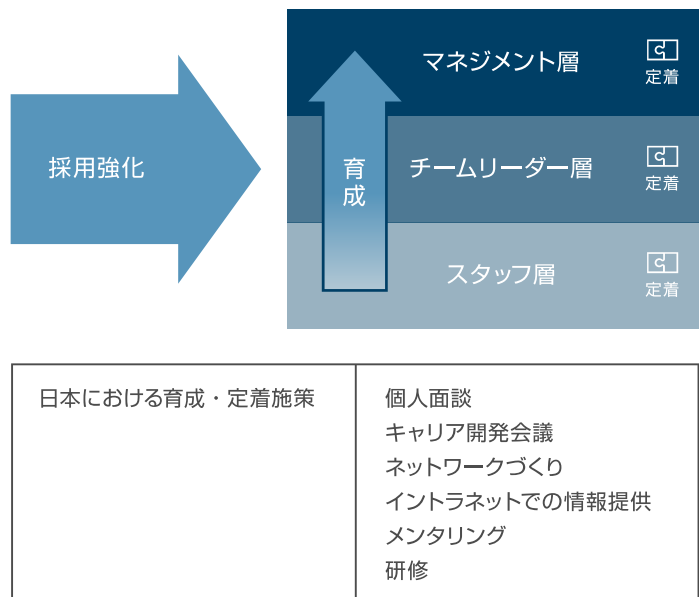 マネジメント層
定着
採用強化
育成
チームリーダー層
定着
スタッフ層
定着
日本における育成・定着施策
個人面談
キャリア開発会議
ネットワークづくり
イントラネットでの情報提供
メンタリング
研修